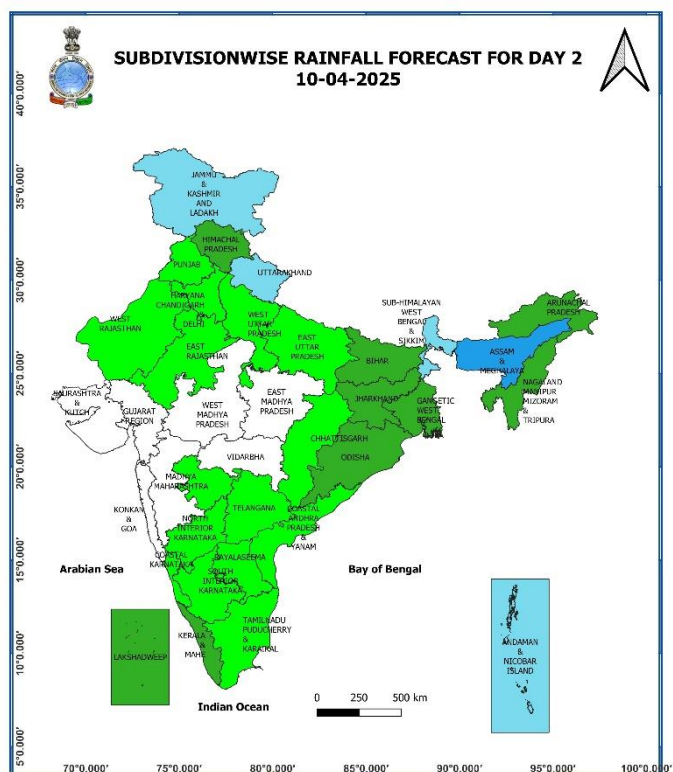 SUBDIVISIONWISE RAINFALL FORECAST FOR DAY 2
10-04-2025
40°0.000'
35°0.000'
30°0.000'
25°0.000'
20°0.000'
15°0.000'
10°0.000'
5°0.000'
JAMMU
&
KASHMIR
AND
LADAKH
HIMACHAL
PRADESH
PUNJAB
UTTARAKHAND
HARYANA
CHANDIGARH
&
DELHI
WEST
RAJASTHAN
WEST
UTTAR
PRADESH
EAST
RAJASTHAN
EAST
UTTAR
PRADESH
SUB-HIMALAYAN
WEST
BENGAL
&
SIKKIM
ARUNACHAL
PRADESH
ASSAM
&
MEGHALAYA
NAGALAND
MANIPUR
MIZORAM
&
TRIPURA
BIHAR
JHARKHAND
GANGETIC
WEST
BENGAL
SAURASHTRA
&
KUTCH
GUJARAT
REGION
WEST
MADHYA
PRADESH
EAST
MADHYA
PRADESH
CHHATTISGARH
ODISHA
VIDARBHA
MADHYA
MAHARASHTRA
KONKAN
&
GOA
TELANGANA
COASTAL
ANDHRA
PRADESH
&
YANAM
NORTH
INTERIOR
KARNATAKA
COASTAL
KARNATAKA
RAYALASEEMA
SOUTH
INTERIOR
KARNATAKA
Arabian Sea
Bay of Bengal
TAMILNADU
PUDUCHERRY
&
KARAIKAL
KERALA
&
MAHE
LAKSHADWEEP
ANDAMAN
&
NICOBAR
ISLAND
Indian Ocean
0 250 500 km
70°0.000' 75°0.000' 80°0.000' 85°0.000' 90°0.000' 95°0.000' 100°0.000'